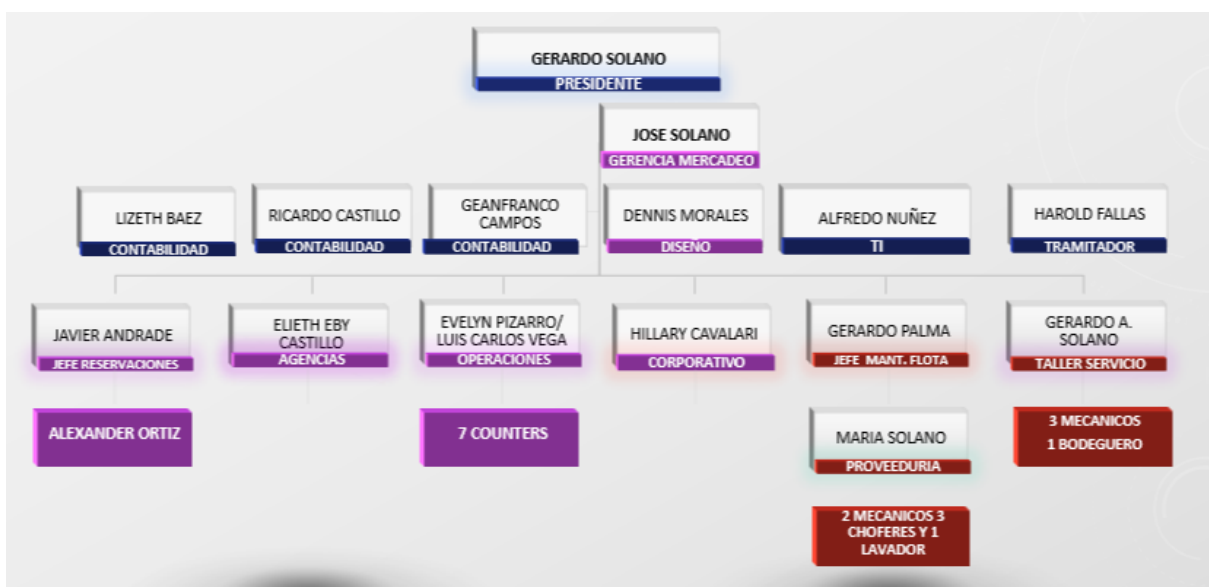 GERARDO SOLANO
PRESIDENTE
JOSE SOLANO
GERENCIA MERCADEO
LIZETH BAEZ
CONTABILIDAD
RICARDO CASTILLO
CONTABILIDAD
GEANFRANCO
CAMPOS
CONTABILIDAD
DENNIS MORALES
DISEÑO
ALFREDO NUÑEZ
TI
HAROLD FALLAS
TRAMITADOR
JAVIER ANDRADE
JEFE RESERVACIONES
ELIETH EBY
CASTILLO
AGENCIAS
EVELYN PIZARRO/
LUIS CARLOS VEGA
OPERACIONES
HILLARY CAVALARI
CORPORATIVO
GERARDO PALMA
JEFE MANT. FLOTA
GERARDO A.
SOLANO
TALLER SERVICIO
ALEXANDER ORTIZ
7 COUNTERS
MARIA SOLANO
PROVEEDURIA
3 MECANICOS
1 BODEGUERO
2 MECANICOS 3
CHOFERES Y 1
LAVADOR